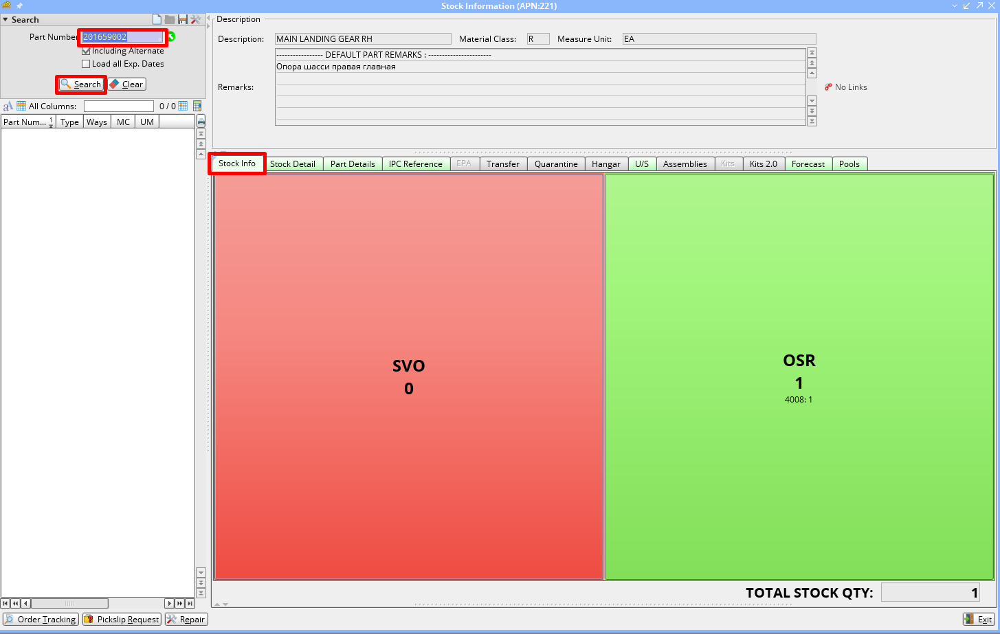 Stock Information (APN:221)
Search
Part Number
201659002
Including Alternate
Load all Exp. Dates
Search
Clear
All Columns:
0 / 0
Part Num... 1
Type
Ways
MC
UM
Description
Description:
MAIN LANDING GEAR RH
Material Class:
R
Measure Unit:
EA
Remarks:
----------------- DEFAULT PART REMARKS : -----------------------
Опора шасси правая главная
No Links
Stock Info
Stock Detail
Part Details
IPC Reference
EPA
Transfer
Quarantine
Hangar
U/S
Assemblies
Kits
Kits 2.0
Forecast
Pools
SVO
0
OSR
1
4008: 1
TOTAL STOCK QTY:
1
Order Tracking
Pickslip Request
Repair
Exit